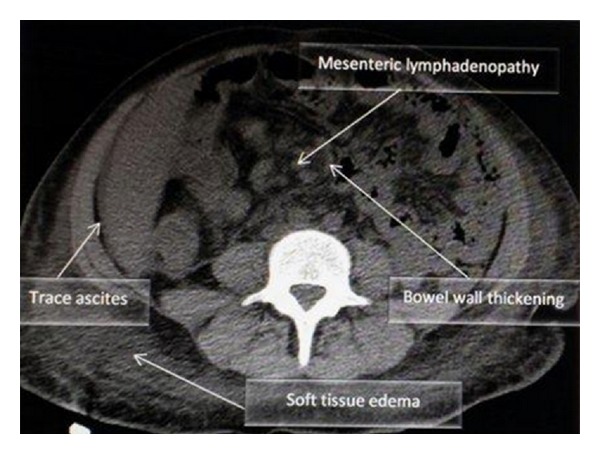 Mesenteric lymphadenopathy
Trace ascites
Bowel wall thickening
Soft tissue edema